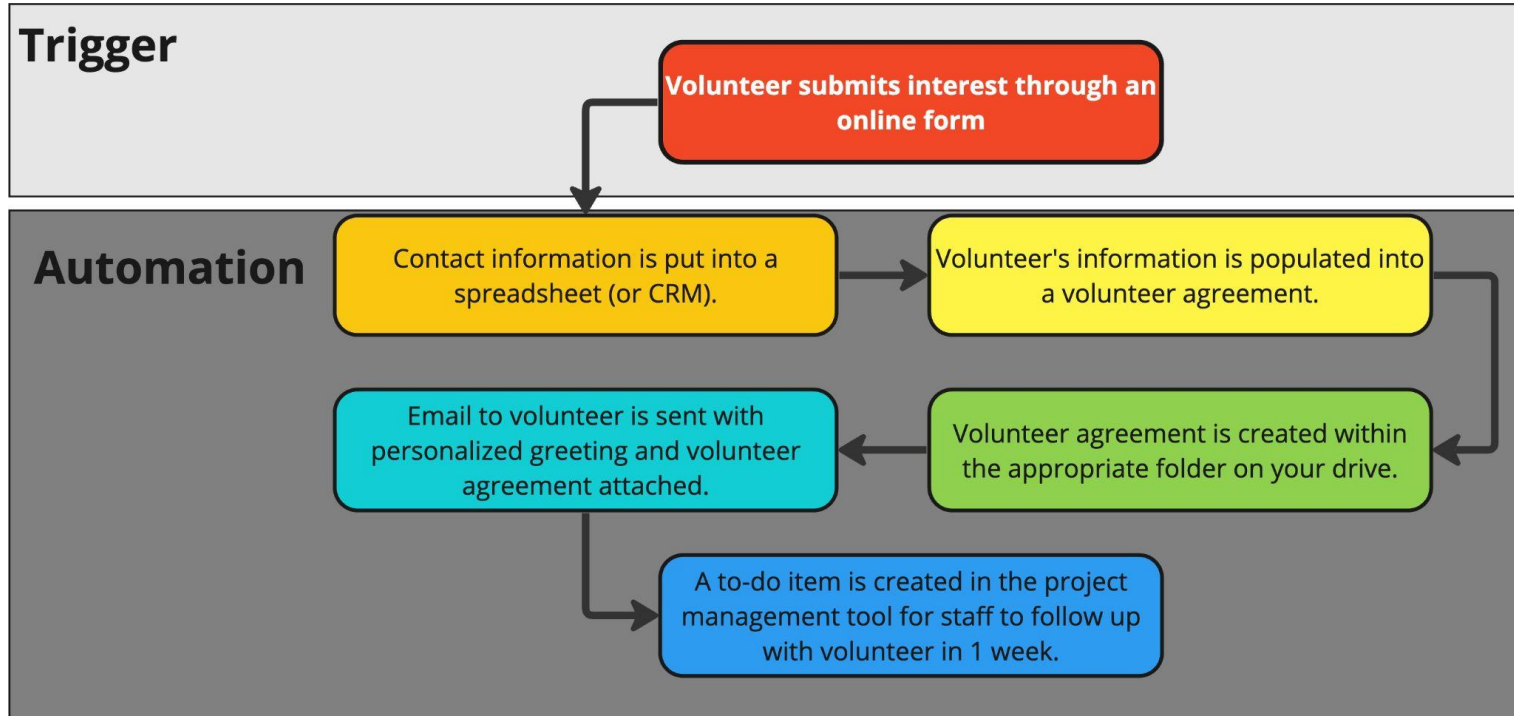 Trigger
Volunteer submits interest through an
online form
Automation
Contact information is put into a
spreadsheet (or CRM).
Volunteer's information is populated into
a volunteer agreement.
Volunteer agreement is created within
the appropriate folder on your drive.
Email to volunteer is sent with
personalized greeting and volunteer
agreement attached.
A to-do item is created in the project
management tool for staff to follow up
with volunteer in 1 week.